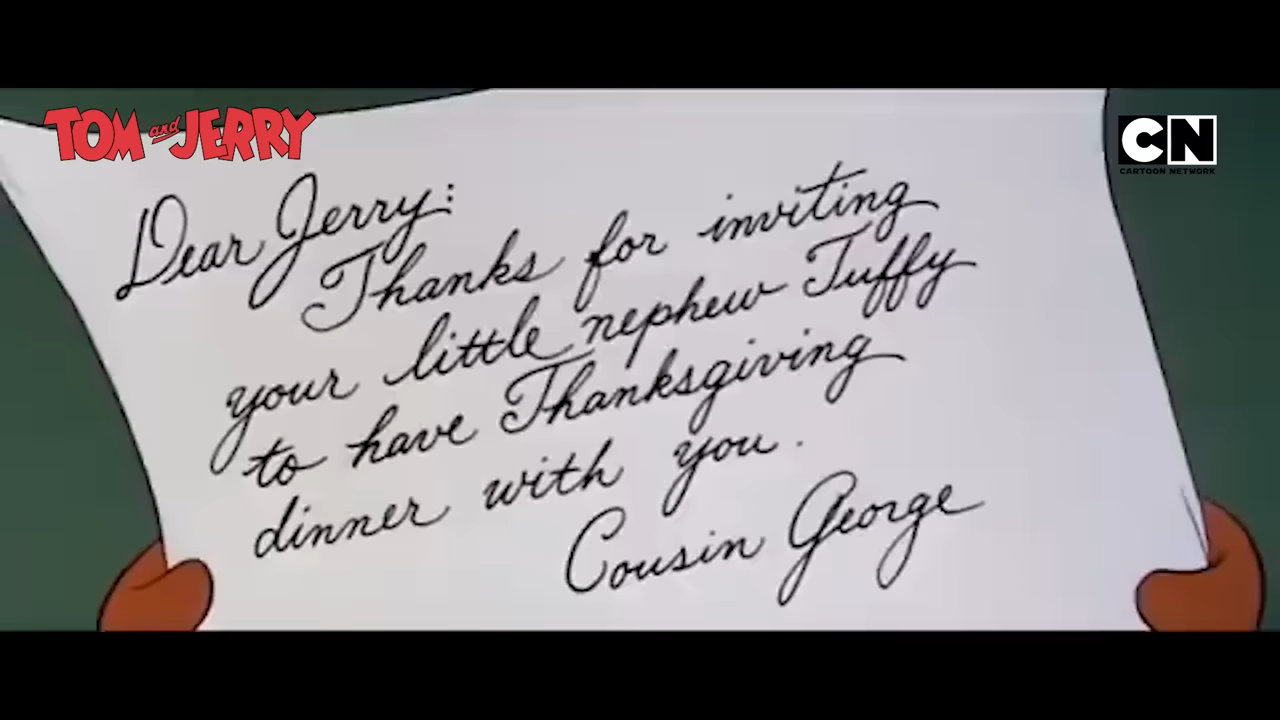 TOM and JERRY
CN
CARTOON NETWORK
Dear Jerry:
Thanks for inviting
your little nephew Tuffy
to have Thanksgiving
dinner with you.
Cousin George